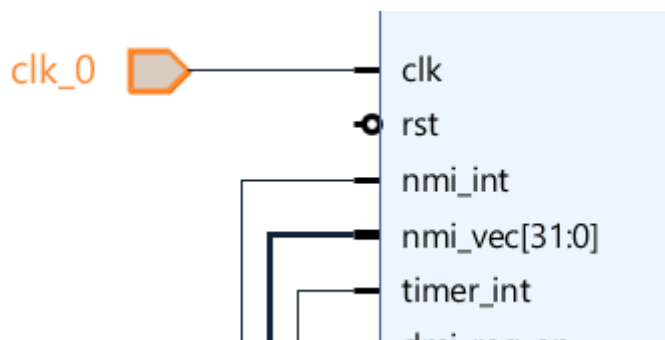 clk_0
clk
rst
nmi_int
nmi_vec[31:0]
timer_int